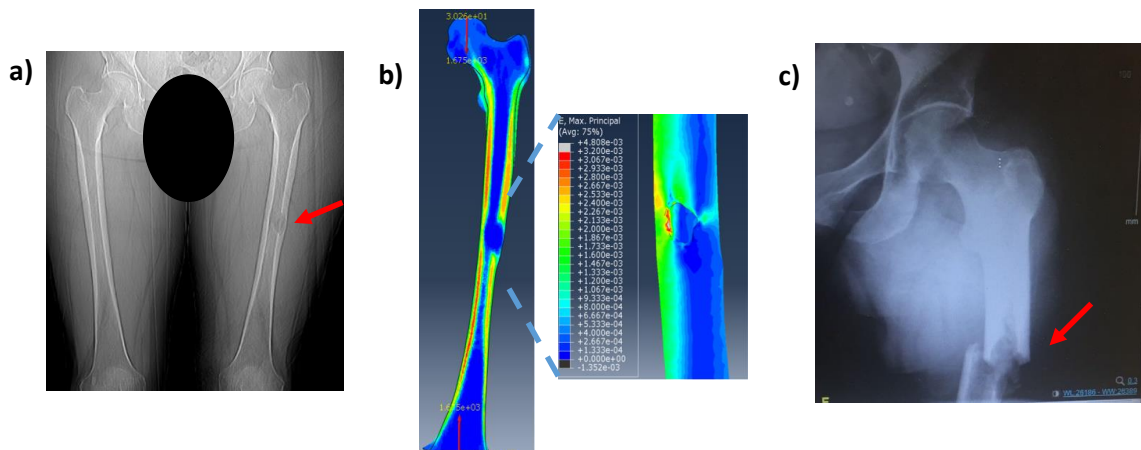 a)
b)
c)
3.026e+01
1.675e+03
E, Max. Principal
(Avg: 75%)
+4.808e-03
+3.200e-03
+3.067e-03
+2.933e-03
+2.800e-03
+2.667e-03
+2.533e-03
+2.400e-03
+2.267e-03
+2.133e-03
+2.000e-03
+1.867e-03
+1.733e-03
+1.600e-03
+1.467e-03
+1.333e-03
+1.200e-03
+1.067e-03
+9.333e-04
+8.000e-04
+6.667e-04
+5.333e-04
+4.000e-04
+2.667e-04
+1.333e-04
+0.000e+00
-1.352e-03
mm